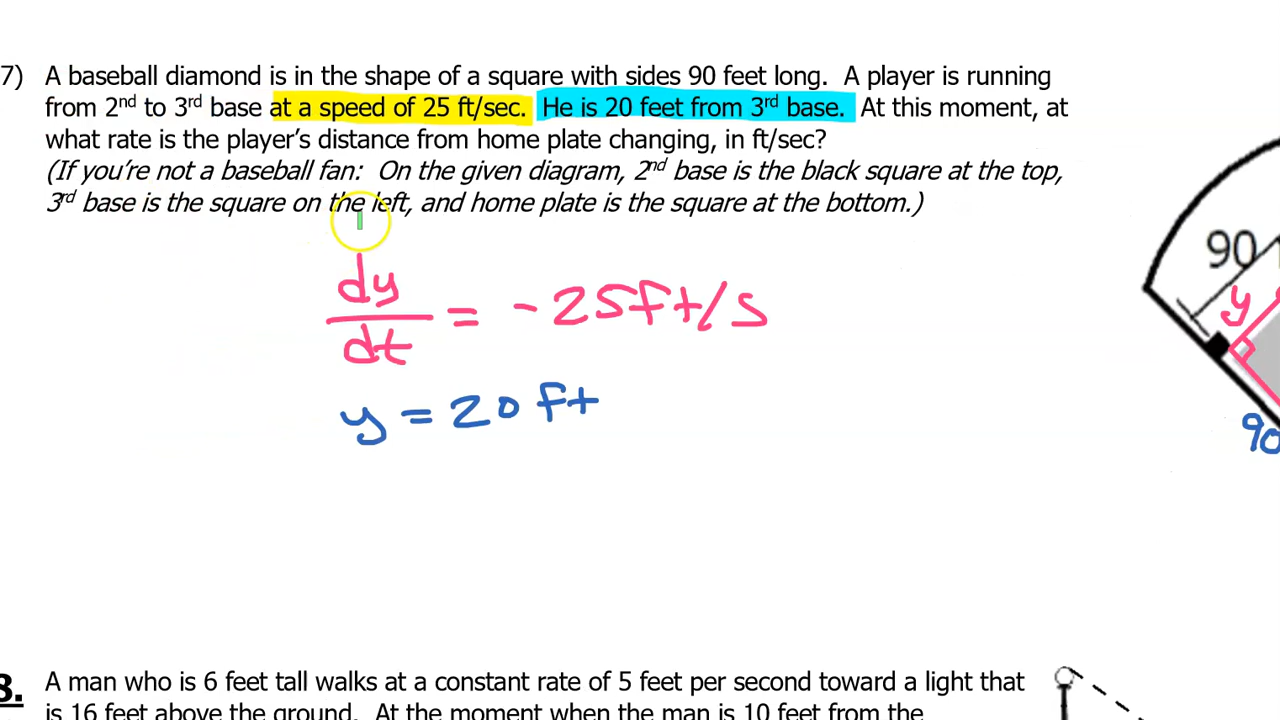 7) A baseball diamond is in the shape of a square with sides 90 feet long. A player is running
from 2nd to 3rd base at a speed of 25 ft/sec. He is 20 feet from 3rd base. At this moment, at
what rate is the player's distance from home plate changing, in ft/sec?
(If you're not a baseball fan: On the given diagram, 2nd base is the black square at the top,
3rd base is the square on the left, and home plate is the square at the bottom.)
dy/dt = -25ft/s
y = 20 ft
90
y
90
8. A man who is 6 feet tall walks at a constant rate of 5 feet per second toward a light that
is 16 feet above the ground. At the moment when the man is 10 feet from the